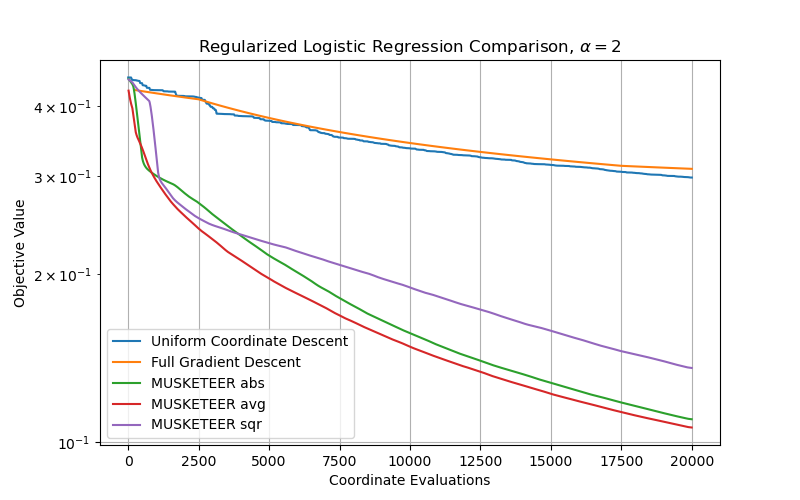 Regularized Logistic Regression Comparison, α = 2
Objective Value
4 × 10⁻¹
3 × 10⁻¹
2 × 10⁻¹
10⁻¹
Uniform Coordinate Descent
Full Gradient Descent
MUSKETEER abs
MUSKETEER avg
MUSKETEER sqr
0 2500 5000 7500 10000 12500 15000 17500 20000
Coordinate Evaluations